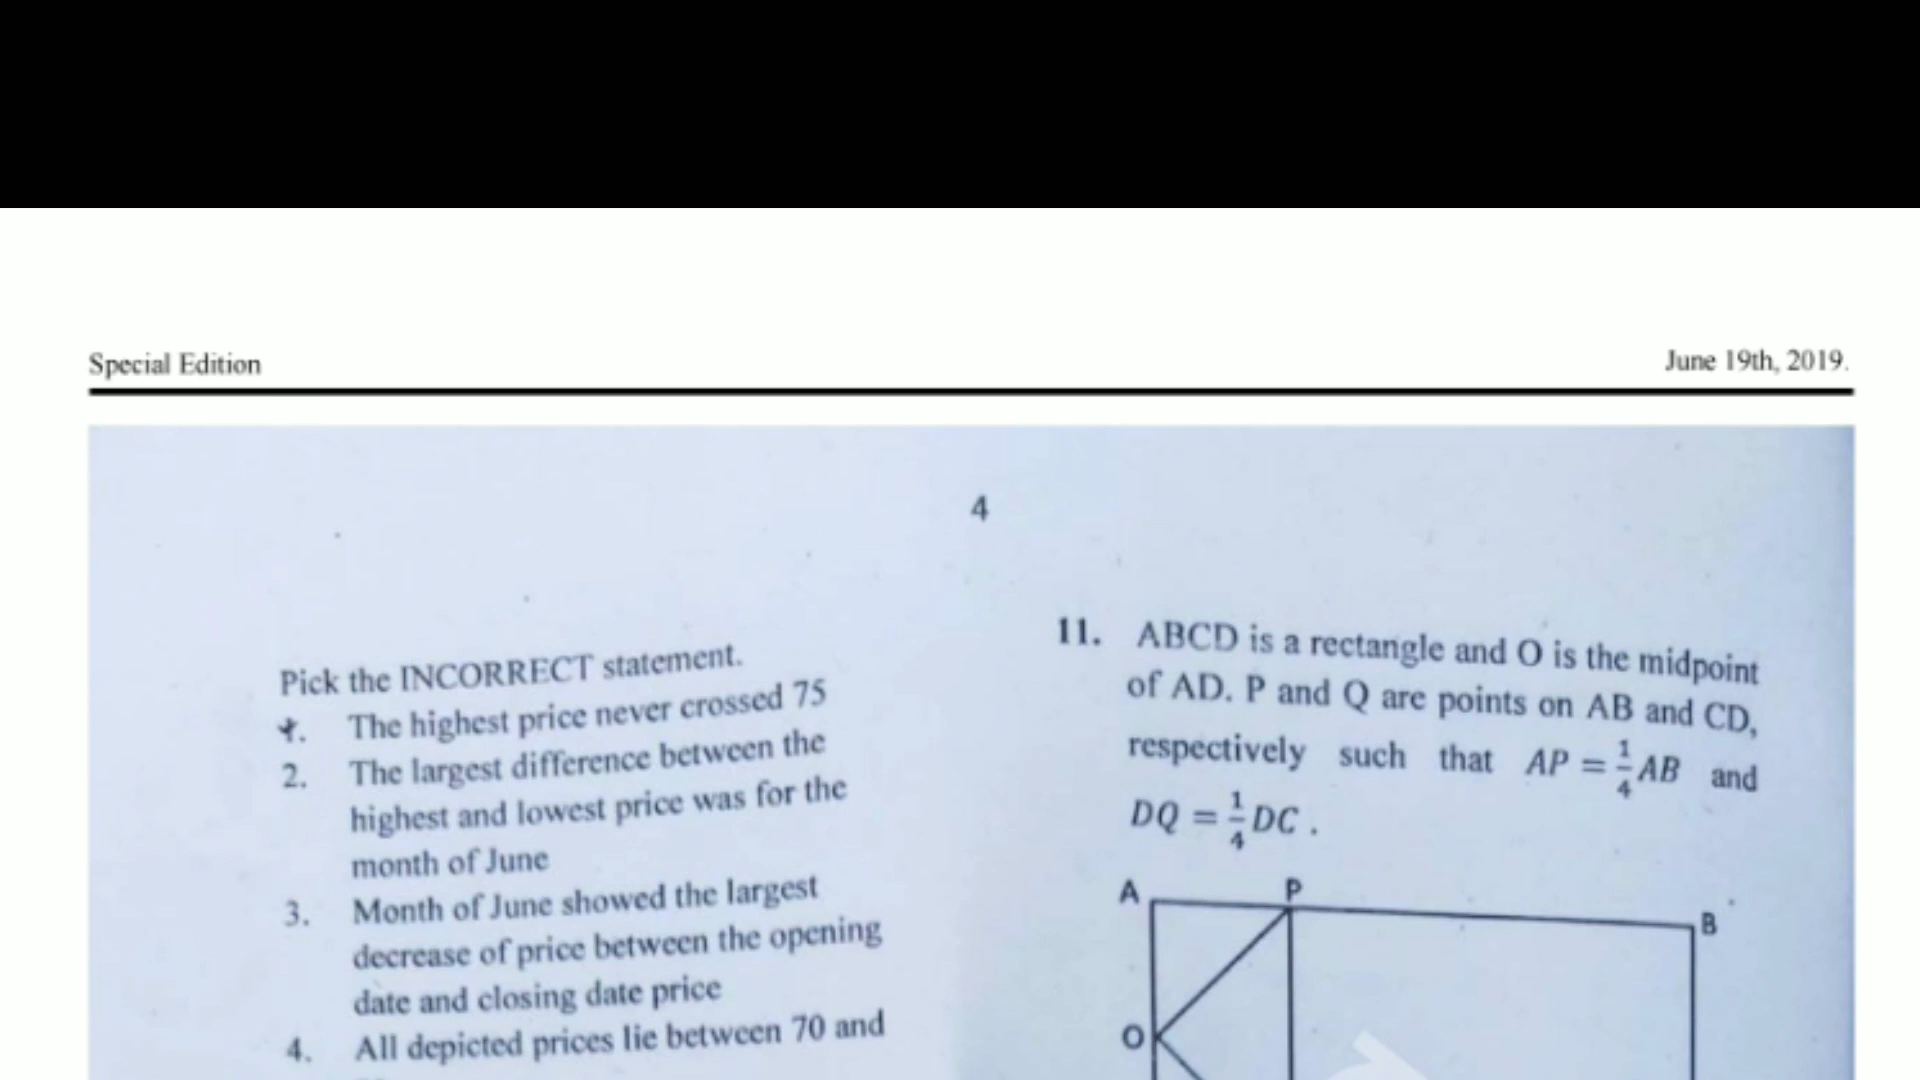 Special Edition
June 19th, 2019.
4
Pick the INCORRECT statement.
1. The highest price never crossed 75
2. The largest difference between the
highest and lowest price was for the
month of June
3. Month of June showed the largest
decrease of price between the opening
date and closing date price
4. All depicted prices lie between 70 and
11. ABCD is a rectangle and O is the midpoint
of AD. P and Q are points on AB and CD,
respectively such that AP = 1/4 AB and
DQ = 1/4 DC .
A P
B
O